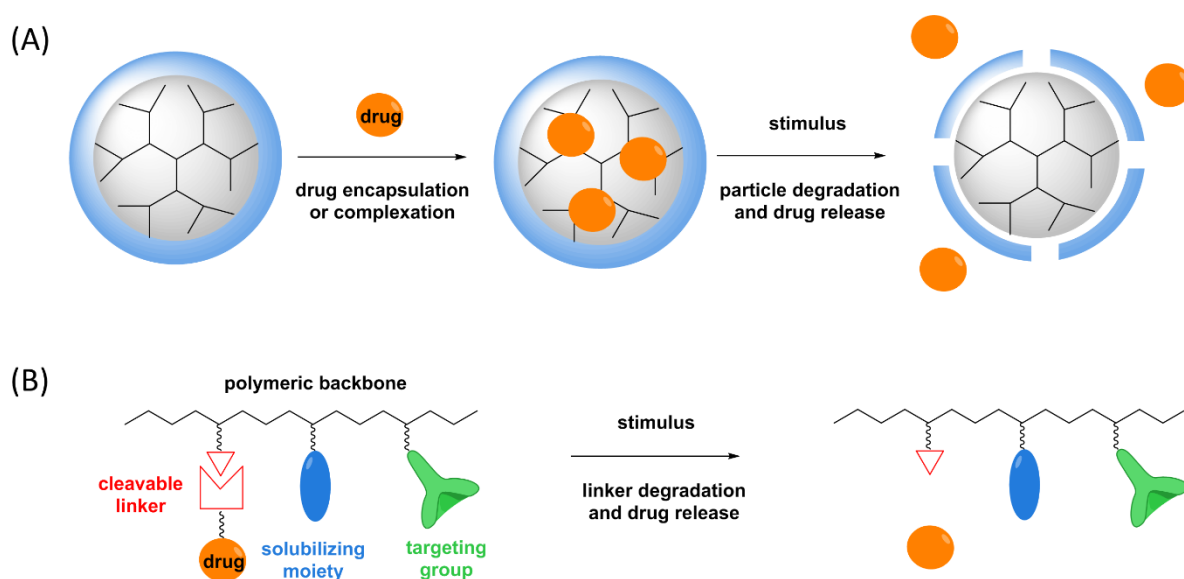 (A)
drug
drug encapsulation
or complexation
stimulus
particle degradation
and drug release
(B)
polymeric backbone
cleavable
linker
drug
solubilizing
moiety
targeting
group
stimulus
linker degradation
and drug release